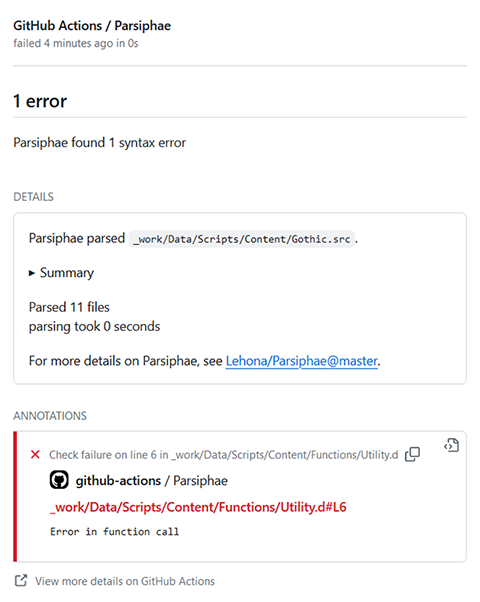 GitHub Actions / Parsiphae
failed 4 minutes ago in 0s
1 error
Parsiphae found 1 syntax error
DETAILS
Parsiphae parsed _work/Data/Scripts/Content/Gothic.src.
▸ Summary
Parsed 11 files
parsing took 0 seconds
For more details on Parsiphae, see Lehona/Parsiphae@master.
ANNOTATIONS
Check failure on line 6 in _work/Data/Scripts/Content/Functions/Utility.d
github-actions / Parsiphae
_work/Data/Scripts/Content/Functions/Utility.d#L6
Error in function call
View more details on GitHub Actions